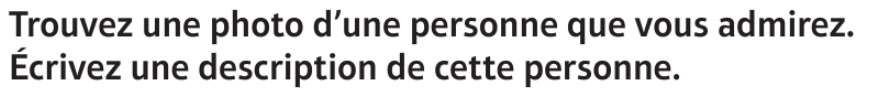 Trouvez une photo d’une personne que vous admirez.
Écrivez une description de cette personne.